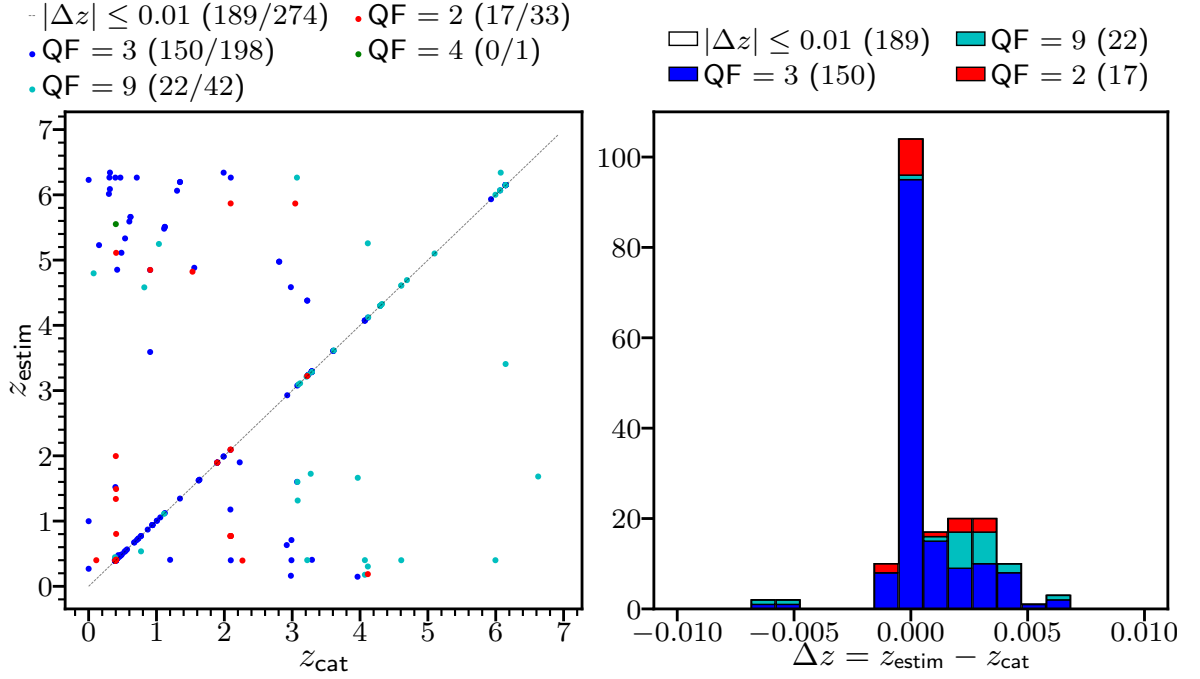 |Δz| ≤ 0.01 (189/274)
QF = 2 (17/33)
QF = 3 (150/198)
QF = 4 (0/1)
QF = 9 (22/42)
7
6
5
4
3
2
1
0
z_estim
0 1 2 3 4 5 6 7
z_cat
|Δz| ≤ 0.01 (189)
QF = 9 (22)
QF = 3 (150)
QF = 2 (17)
100
80
60
40
20
0
−0.010 −0.005 0.000 0.005 0.010
Δz = z_estim − z_cat